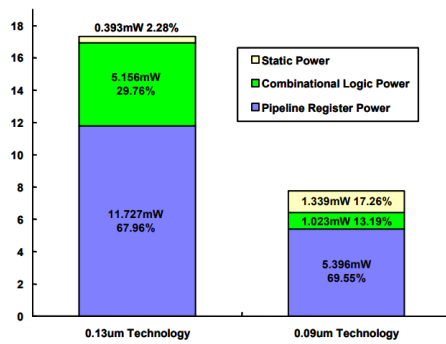 18
16
14
12
10
8
6
4
2
0
0.393mW 2.28%
5.156mW
29.76%
11.727mW
67.96%
Static Power
Combinational Logic Power
Pipeline Register Power
1.339mW 17.26%
1.023mW 13.19%
5.396mW
69.55%
0.13um Technology
0.09um Technology